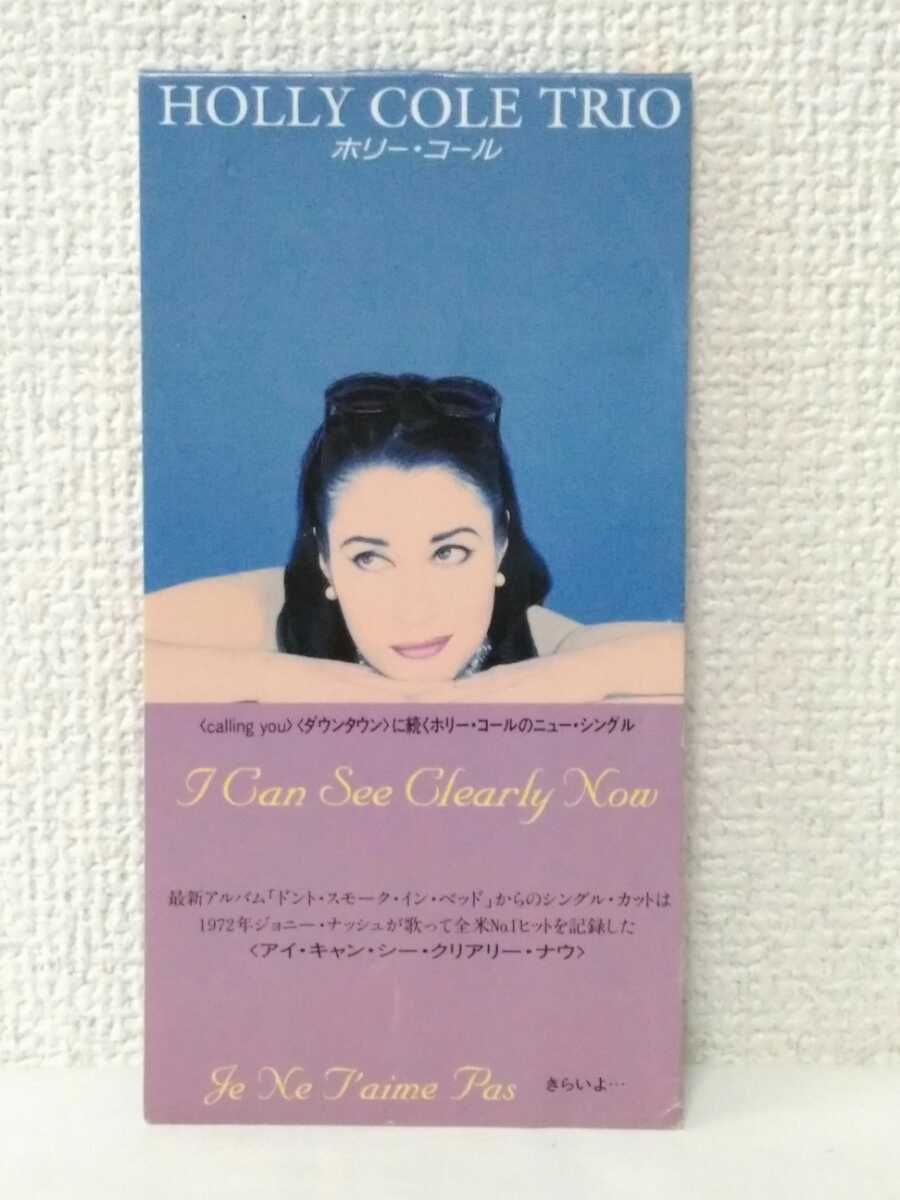 HOLLY COLE TRIO
ホリー・コール
〈calling you〉〈ダウンタウン〉に続くホリー・コールのニュー・シングル
I Can See Clearly Now
最新アルバム「ドント・スモーク・イン・ベッド」からのシングル・カットは
1972年ジョニー・ナッシュが歌って全米No.1ヒットを記録した
〈アイ・キャン・シー・クリアリー・ナウ〉
Je Ne T'aime Pas きらいよ…